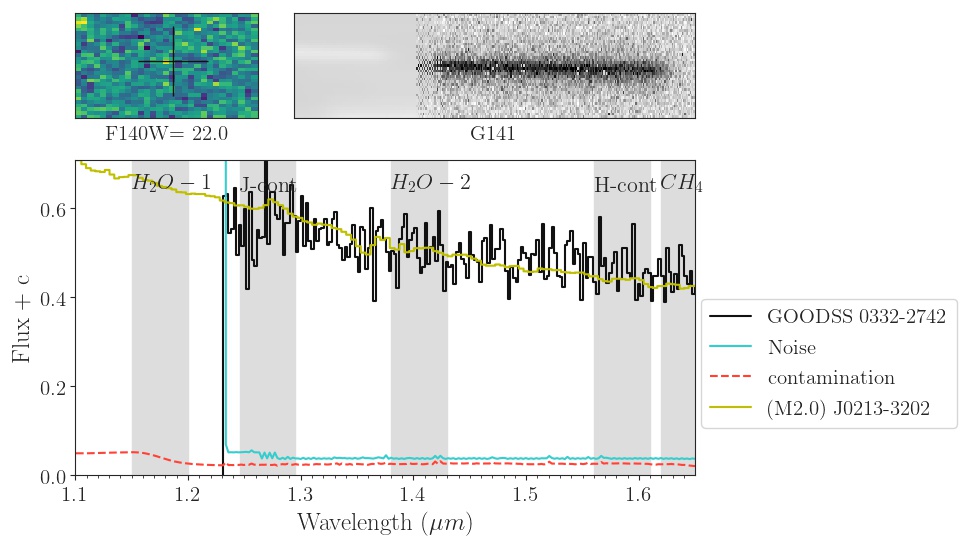 F140W= 22.0
G141
H₂O − 1
J-cont
H₂O − 2
H-cont
CH₄
0.6
0.4
0.2
0.0
Flux + c
1.1
1.2
1.3
1.4
1.5
1.6
Wavelength (μm)
GOODSS 0332-2742
Noise
contamination
(M2.0) J0213-3202